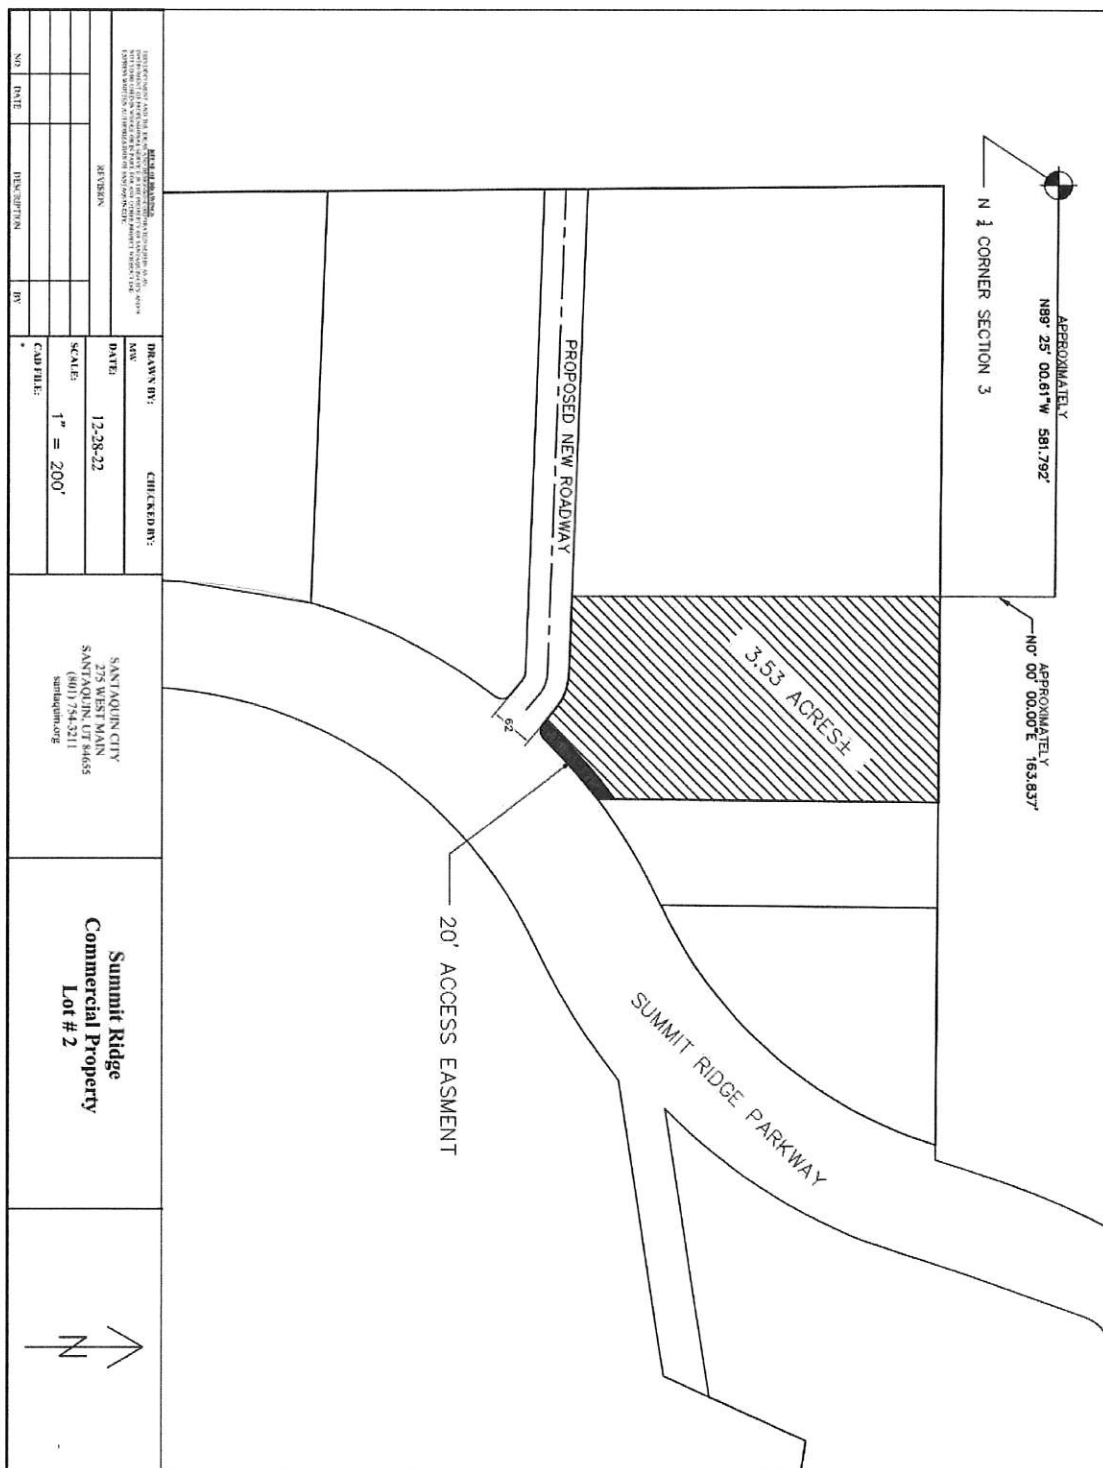 N ¼ CORNER SECTION 3
APPROXIMATELY
N89° 25' 00.61"W 581.792'
APPROXIMATELY
N0° 00' 00.00"E 163.837'
3.53 ACRES±
PROPOSED NEW ROADWAY
62
20' ACCESS EASMENT
SUMMIT RIDGE PARKWAY
REVISION
NO. DATE DESCRIPTION BY
DRAWN BY: CHECKED BY:
MW
DATE:
12-28-22
SCALE:
1" = 200'
CAD FILE:
*
SANTAQUIN CITY
275 WEST MAIN
SANTAQUIN, UT 84655
(801) 754-3211
santaquin.org
Summit Ridge
Commercial Property
Lot # 2
N